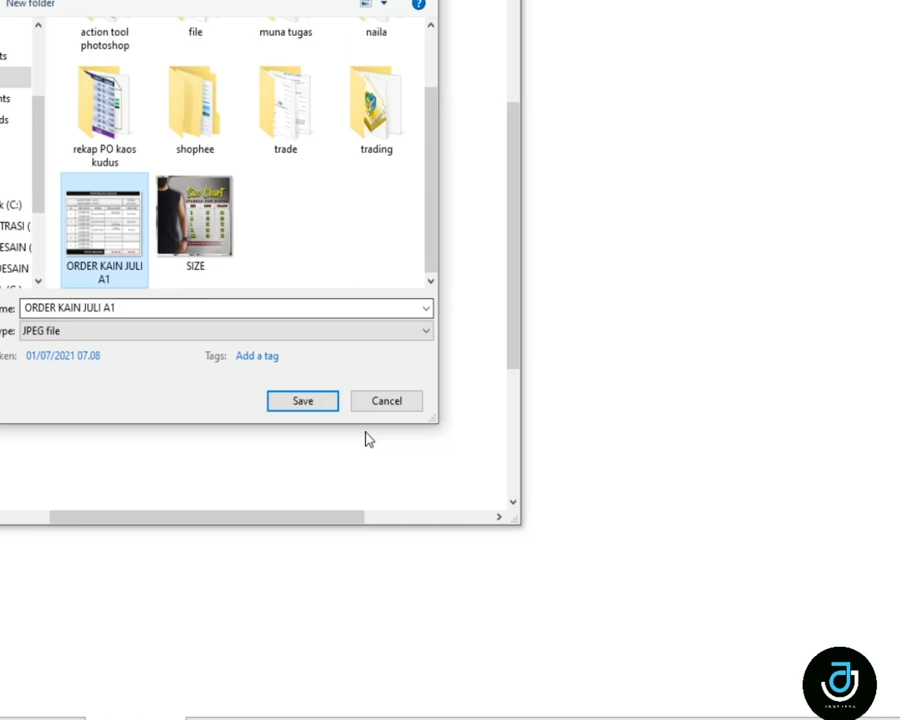 New folder
action tool
photoshop
file
muna tugas
naila
ts
nts
ds
rekap PO kaos
kudus
shophee
trade
trading
k (C:)
TRASI (
ESAIN (
DESAIN
Size Chart
ORDER KAIN JULI
A1
SIZE
me: ORDER KAIN JULI A1
ype: JPEG file
ken: 01/07/2021 07.08
Tags: Add a tag
Save
Cancel